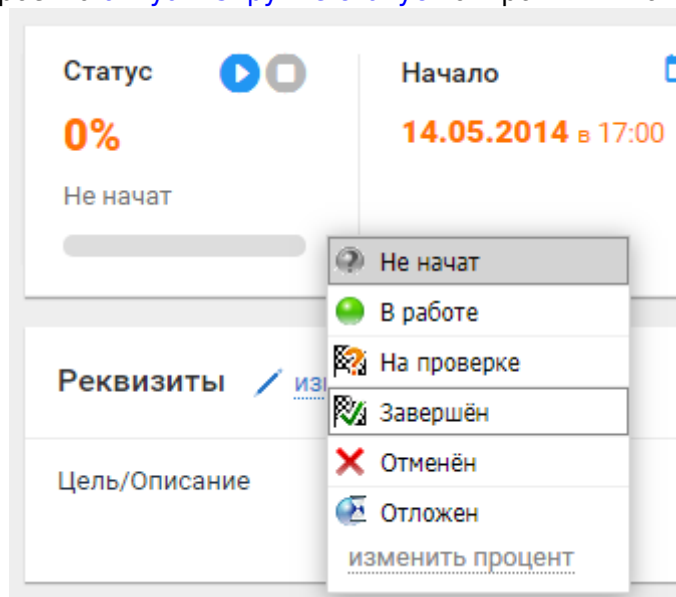 Статус
Начало
0%
14.05.2014 в 17:00
Не начат
Не начат
В работе
На проверке
Реквизиты
Завершён
Отменён
Цель/Описание
Отложен
изменить процент